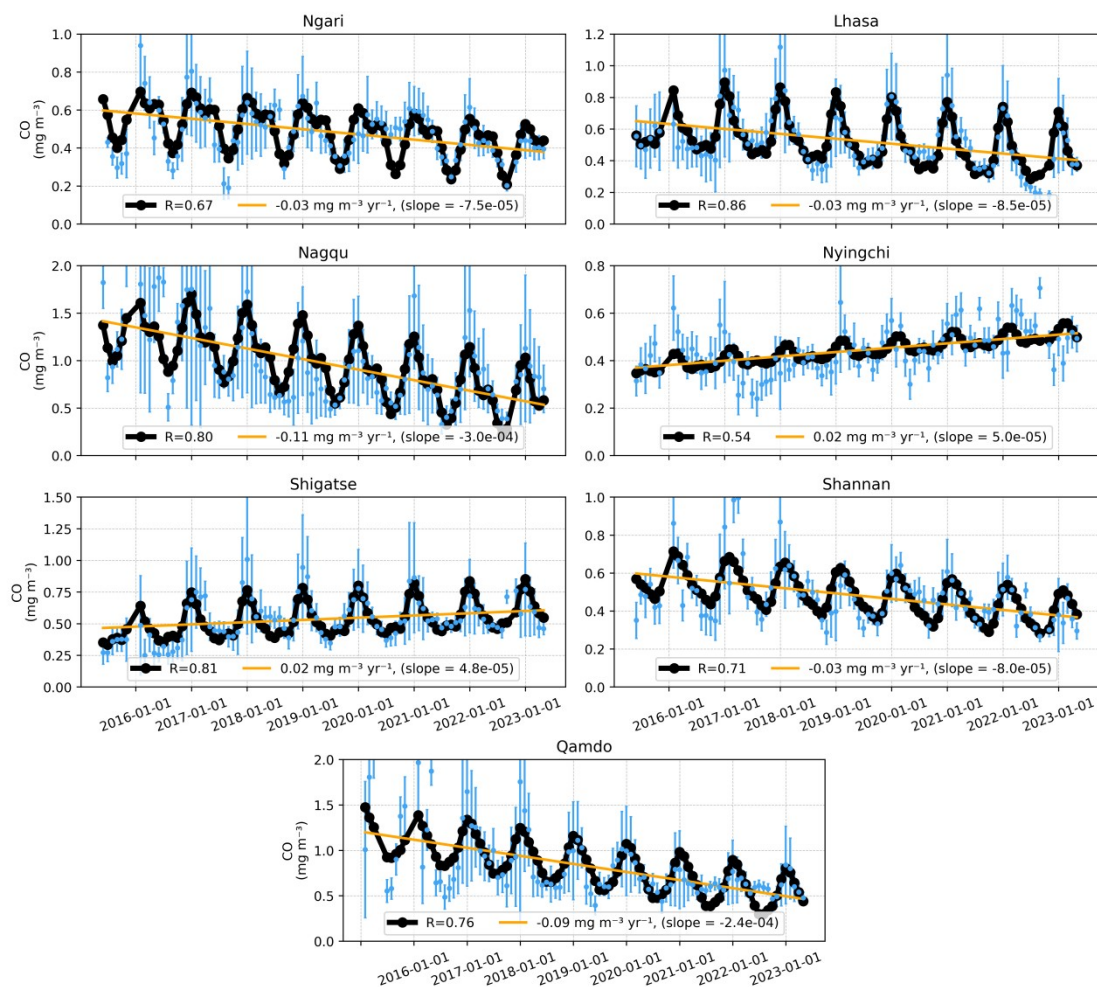 Ngari
1.0
0.8
0.6
0.4
0.2
0.0
CO
(mg m⁻³)
R=0.67 -0.03 mg m⁻³ yr⁻¹, (slope = -7.5e-05)
Lhasa
1.2
1.0
0.8
0.6
0.4
0.2
0.0
R=0.86 -0.03 mg m⁻³ yr⁻¹, (slope = -8.5e-05)
Nagqu
2.0
1.5
1.0
0.5
0.0
CO
(mg m⁻³)
R=0.80 -0.11 mg m⁻³ yr⁻¹, (slope = -3.0e-04)
Nyingchi
0.8
0.6
0.4
0.2
0.0
R=0.54 0.02 mg m⁻³ yr⁻¹, (slope = 5.0e-05)
Shigatse
1.50
1.25
1.00
0.75
0.50
0.25
0.00
CO
(mg m⁻³)
R=0.81 0.02 mg m⁻³ yr⁻¹, (slope = 4.8e-05)
2016-01-01 2017-01-01 2018-01-01 2019-01-01 2020-01-01 2021-01-01 2022-01-01 2023-01-01
Shannan
1.0
0.8
0.6
0.4
0.2
0.0
R=0.71 -0.03 mg m⁻³ yr⁻¹, (slope = -8.0e-05)
2016-01-01 2017-01-01 2018-01-01 2019-01-01 2020-01-01 2021-01-01 2022-01-01 2023-01-01
Qamdo
2.0
1.5
1.0
0.5
0.0
CO
(mg m⁻³)
R=0.76 -0.09 mg m⁻³ yr⁻¹, (slope = -2.4e-04)
2016-01-01 2017-01-01 2018-01-01 2019-01-01 2020-01-01 2021-01-01 2022-01-01 2023-01-01